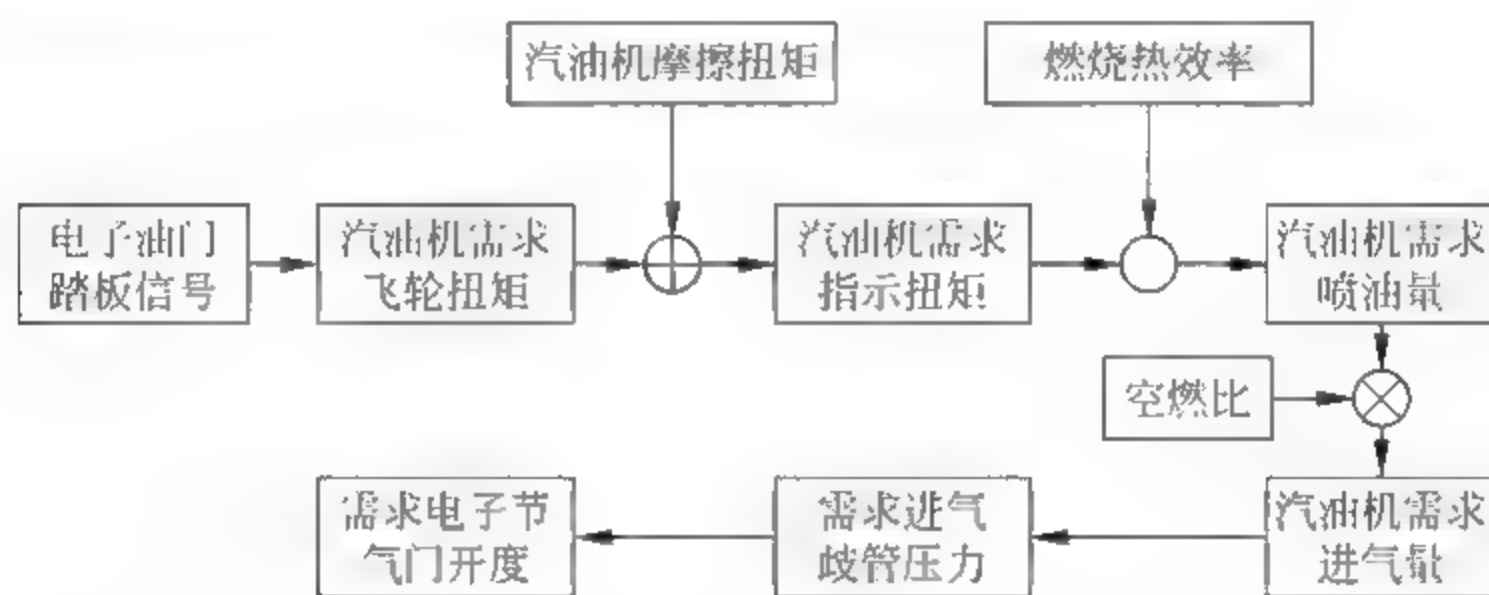 汽油机摩擦扭矩
燃烧热效率
电子油门
踏板信号
汽油机需求
飞轮扭矩
汽油机需求
指示扭矩
汽油机需求
喷油量
空燃比
需求电子节
气门开度
需求进气
歧管压力
汽油机需求
进气量